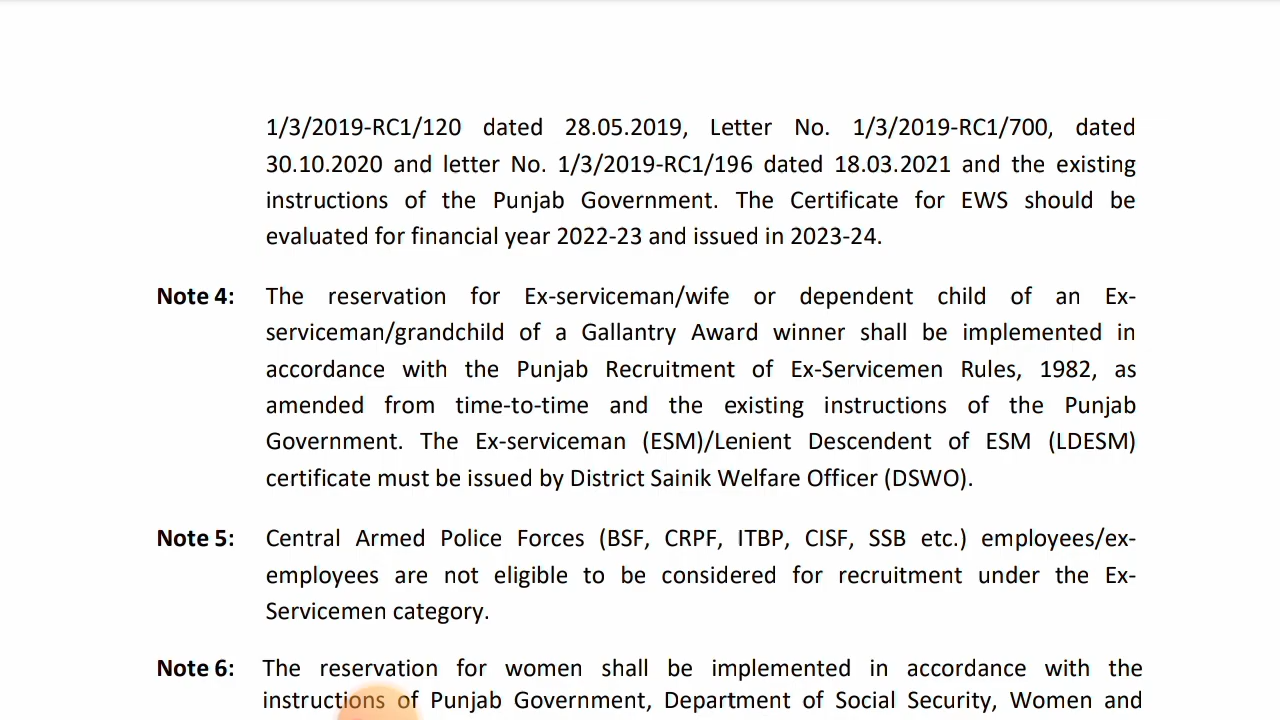 1/3/2019-RC1/120 dated 28.05.2019, Letter No. 1/3/2019-RC1/700, dated
30.10.2020 and letter No. 1/3/2019-RC1/196 dated 18.03.2021 and the existing
instructions of the Punjab Government. The Certificate for EWS should be
evaluated for financial year 2022-23 and issued in 2023-24.
Note 4: The reservation for Ex-serviceman/wife or dependent child of an Ex-
serviceman/grandchild of a Gallantry Award winner shall be implemented in
accordance with the Punjab Recruitment of Ex-Servicemen Rules, 1982, as
amended from time-to-time and the existing instructions of the Punjab
Government. The Ex-serviceman (ESM)/Lenient Descendent of ESM (LDESM)
certificate must be issued by District Sainik Welfare Officer (DSWO).
Note 5: Central Armed Police Forces (BSF, CRPF, ITBP, CISF, SSB etc.) employees/ex-
employees are not eligible to be considered for recruitment under the Ex-
Servicemen category.
Note 6: The reservation for women shall be implemented in accordance with the
instructions of Punjab Government, Department of Social Security, Women and